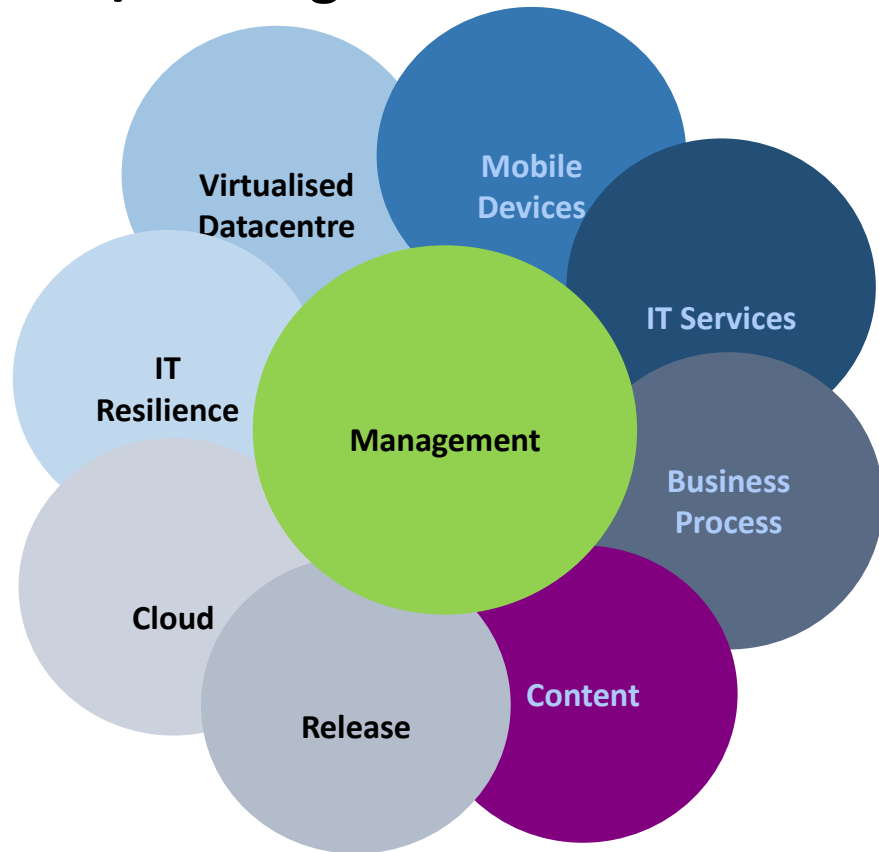 Virtualised
Datacentre
Mobile
Devices
IT Services
IT
Resilience
Management
Business
Process
Cloud
Content
Release